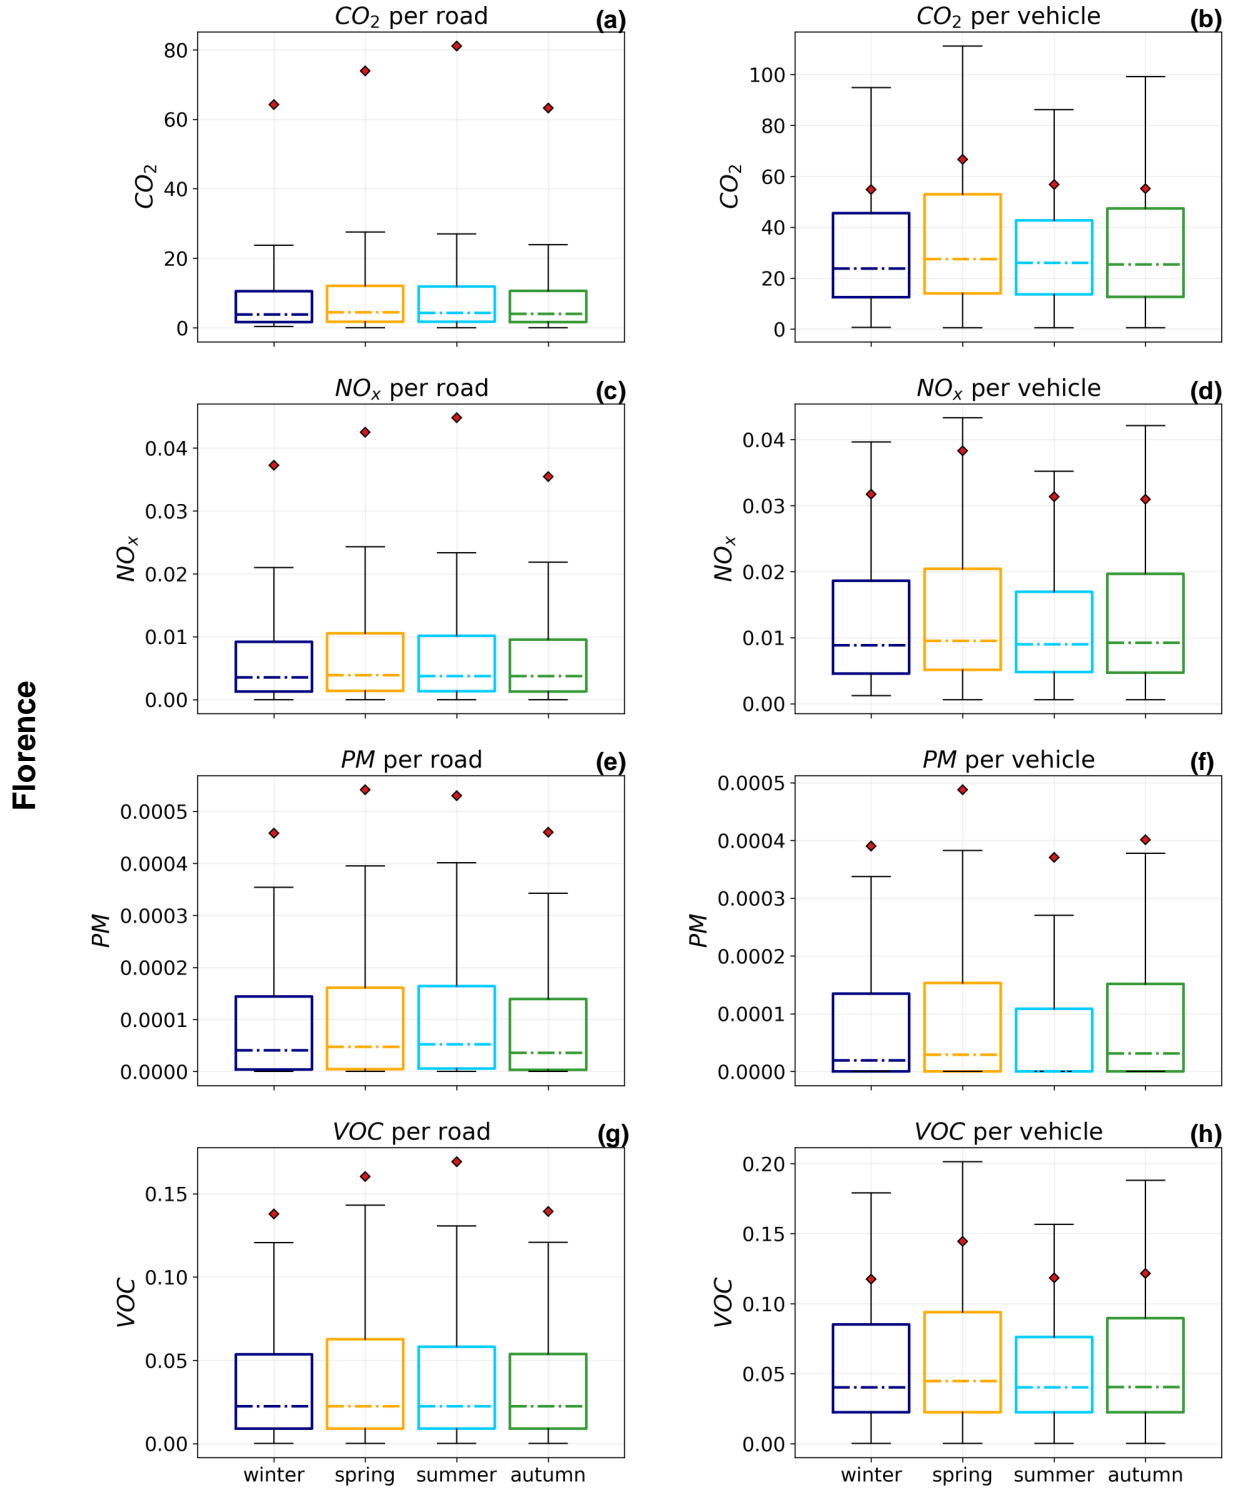 CO2 per road (a)
80
60
40
20
0
CO2
CO2 per vehicle (b)
100
80
60
40
20
0
CO2
NOx per road (c)
0.04
0.03
0.02
0.01
0.00
NOx
NOx per vehicle (d)
0.04
0.03
0.02
0.01
0.00
NOx
Florence
PM per road (e)
0.0005
0.0004
0.0003
0.0002
0.0001
0.0000
PM
PM per vehicle (f)
0.0005
0.0004
0.0003
0.0002
0.0001
0.0000
PM
VOC per road (g)
0.15
0.10
0.05
0.00
VOC
winter spring summer autumn
VOC per vehicle (h)
0.20
0.15
0.10
0.05
0.00
VOC
winter spring summer autumn